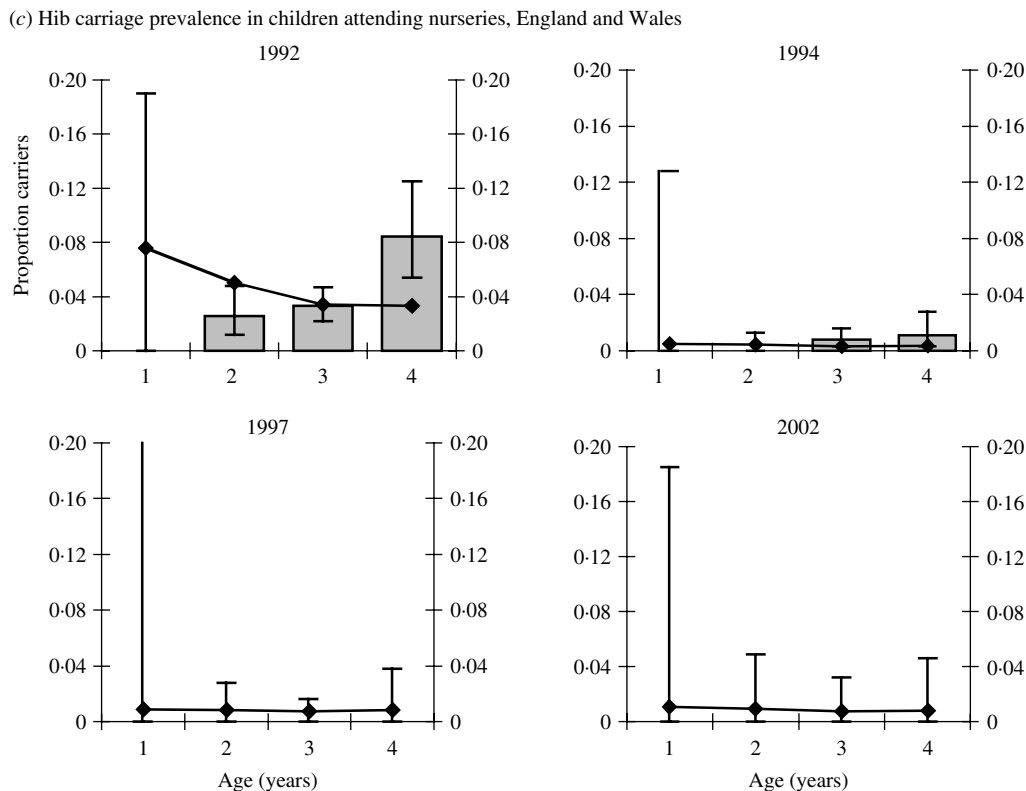 (c) Hib carriage prevalence in children attending nurseries, England and Wales
1992
1994
0·20 0·20 0·20 0·20
0·16 0·16 0·16 0·16
0·12 0·12 0·12 0·12
0·08 0·08 0·08 0·08
0·04 0·04 0·04 0·04
0 0 0 0
Proportion carriers
1 2 3 4
1 2 3 4
1997
2002
0·20 0·20 0·20 0·20
0·16 0·16 0·16 0·16
0·12 0·12 0·12 0·12
0·08 0·08 0·08 0·08
0·04 0·04 0·04 0·04
0 0 0 0
1 2 3 4
1 2 3 4
Age (years)
Age (years)